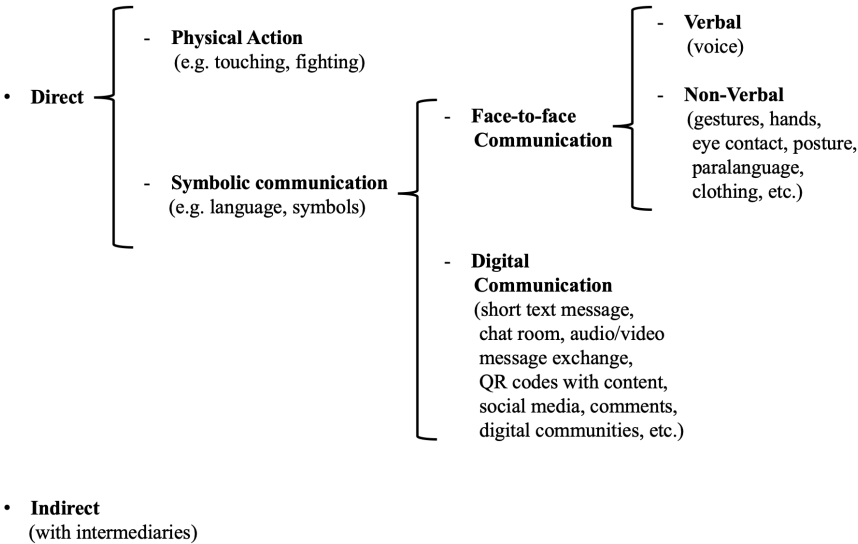 • Direct
- Physical Action
(e.g. touching, fighting)
- Symbolic communication
(e.g. language, symbols)
- Face-to-face
Communication
- Verbal
(voice)
- Non-Verbal
(gestures, hands,
eye contact, posture,
paralanguage,
clothing, etc.)
- Digital
Communication
(short text message,
chat room, audio/video
message exchange,
QR codes with content,
social media, comments,
digital communities, etc.)
• Indirect
(with intermediaries)